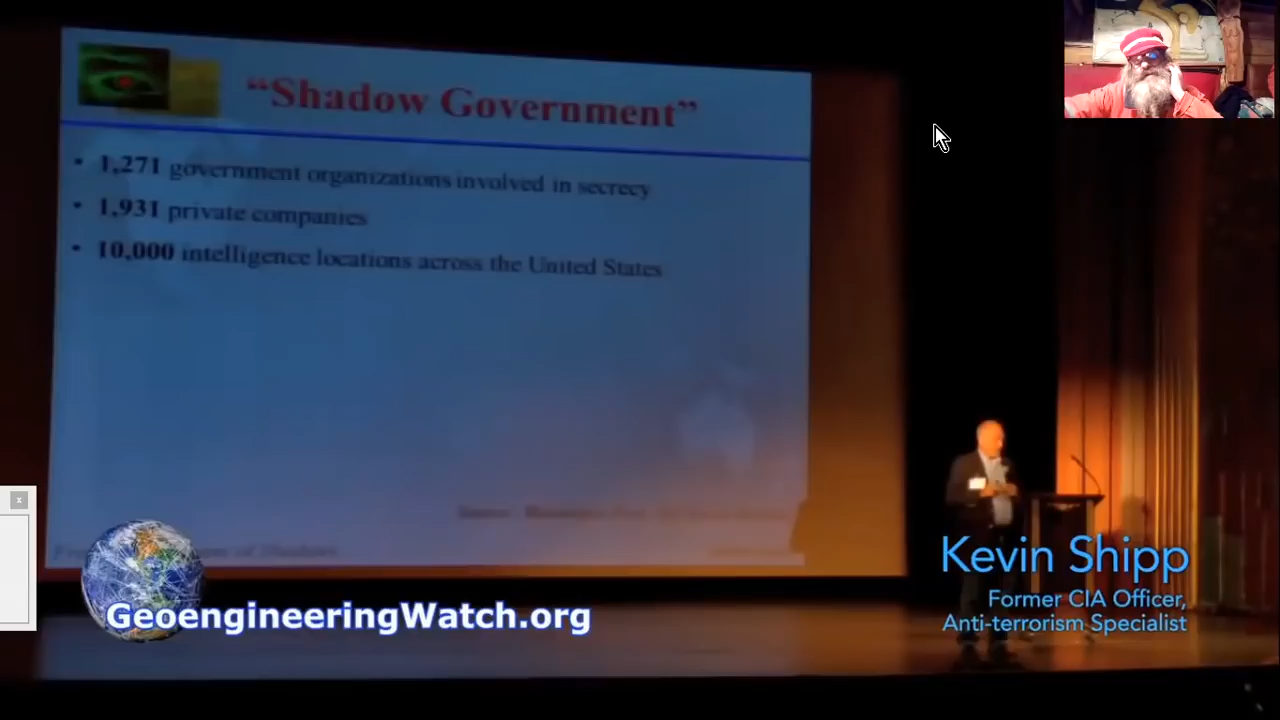 “Shadow Government”
• 1,271 government organizations involved in secrecy
• 1,931 private companies
• 10,000 intelligence locations across the United States
GeoengineeringWatch.org
Kevin Shipp
Former CIA Officer,
Anti-terrorism Specialist
x